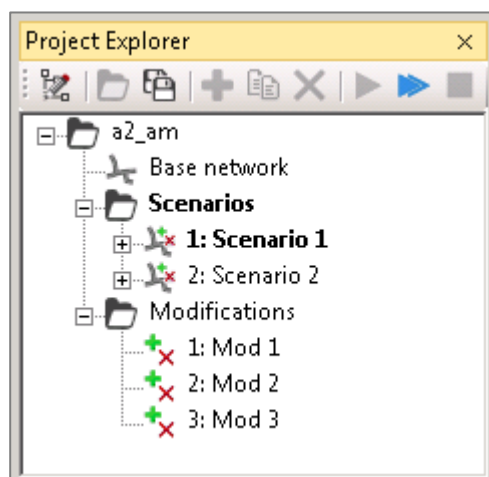 Project Explorer
a2_am
Base network
Scenarios
1: Scenario 1
2: Scenario 2
Modifications
1: Mod 1
2: Mod 2
3: Mod 3